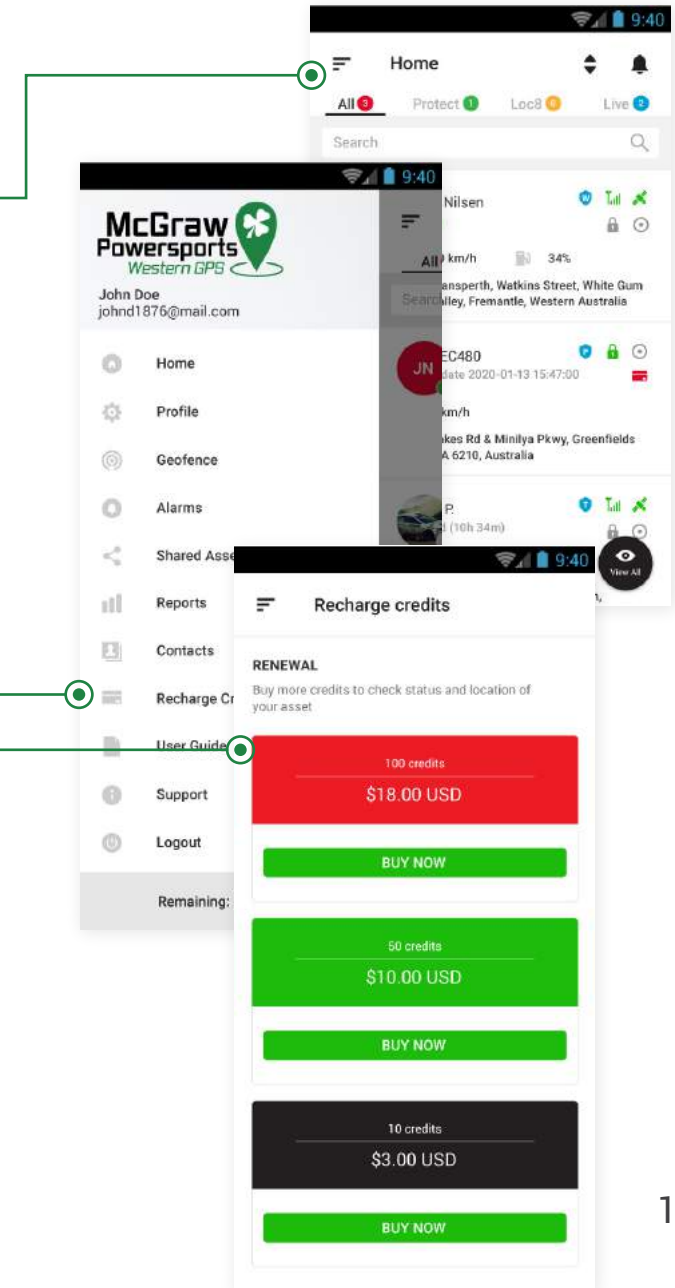 9:40
Home
All 3
Protect 1
Loc8 0
Live 2
Search
Nilsen
km/h
34%
Watkins Street, White Gum
Fremantle, Western Australia
EC480
2020-01-13 15:47:00
km/h
Rd & Minilya Pkwy, Greenfields
6210, Australia
P.
(10h 34m)
View All
9:40
McGraw
Powersports
Western GPS
John Doe
johnd1876@mail.com
All
JN
Home
Profile
Geofence
Alarms
Shared Asse
Reports
Contacts
Recharge Cr
User Guide
Support
Logout
Remaining:
9:40
Recharge credits
RENEWAL
Buy more credits to check status and location of
your asset
100 credits
$18.00 USD
BUY NOW
50 credits
$10.00 USD
BUY NOW
10 credits
$3.00 USD
BUY NOW
1